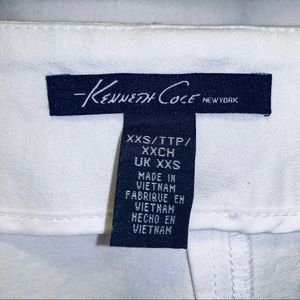 Kenneth Cole NEW YORK
XXS/TTP/
XXCH
UK XXS
MADE IN
VIETNAM
FABRIQUE EN
VIETNAM
HECHO EN
VIETNAM